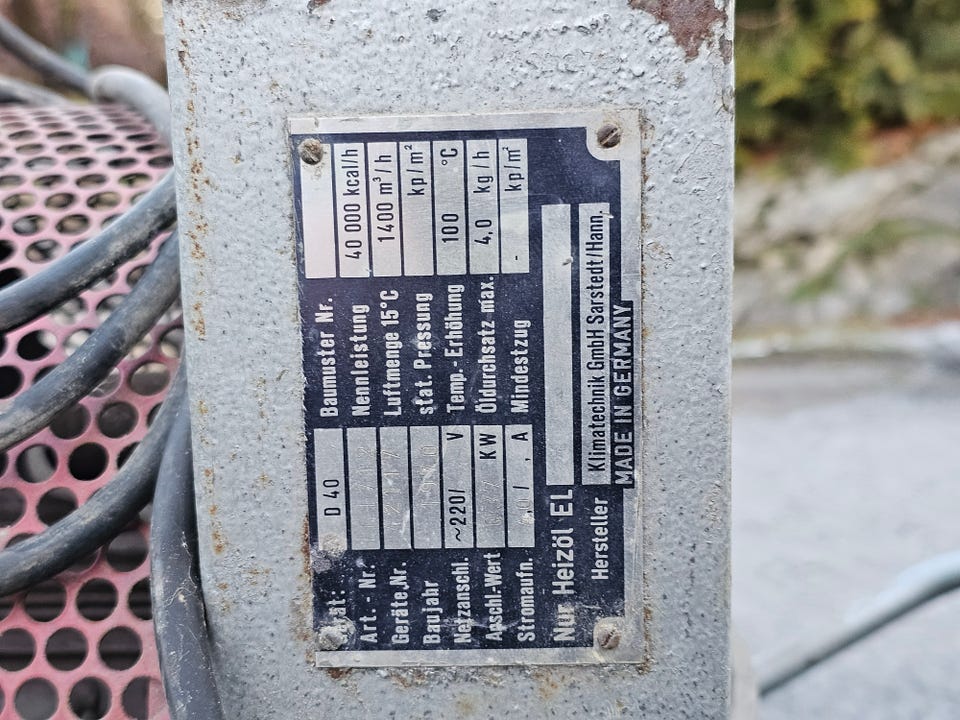 Gerät: D 40
Art.-Nr.
Geräte.Nr.
Baujahr
Netzanschl. ~220/ V
Anschl.-Wert KW
Stromaufn. / , A
Baumuster Nr.
Nennleistung 40 000 kcal/h
Luftmenge 15°C 1400 m³/h
stat. Pressung kp/m²
Temp.-Erhöhung 100 °C
Öldurchsatz max. 4,0 kg/h
Mindestzug - kp/m²
Nur Heizöl EL
Hersteller Klimatechnik. GmbH Sarstedt/Hann.
MADE IN GERMANY